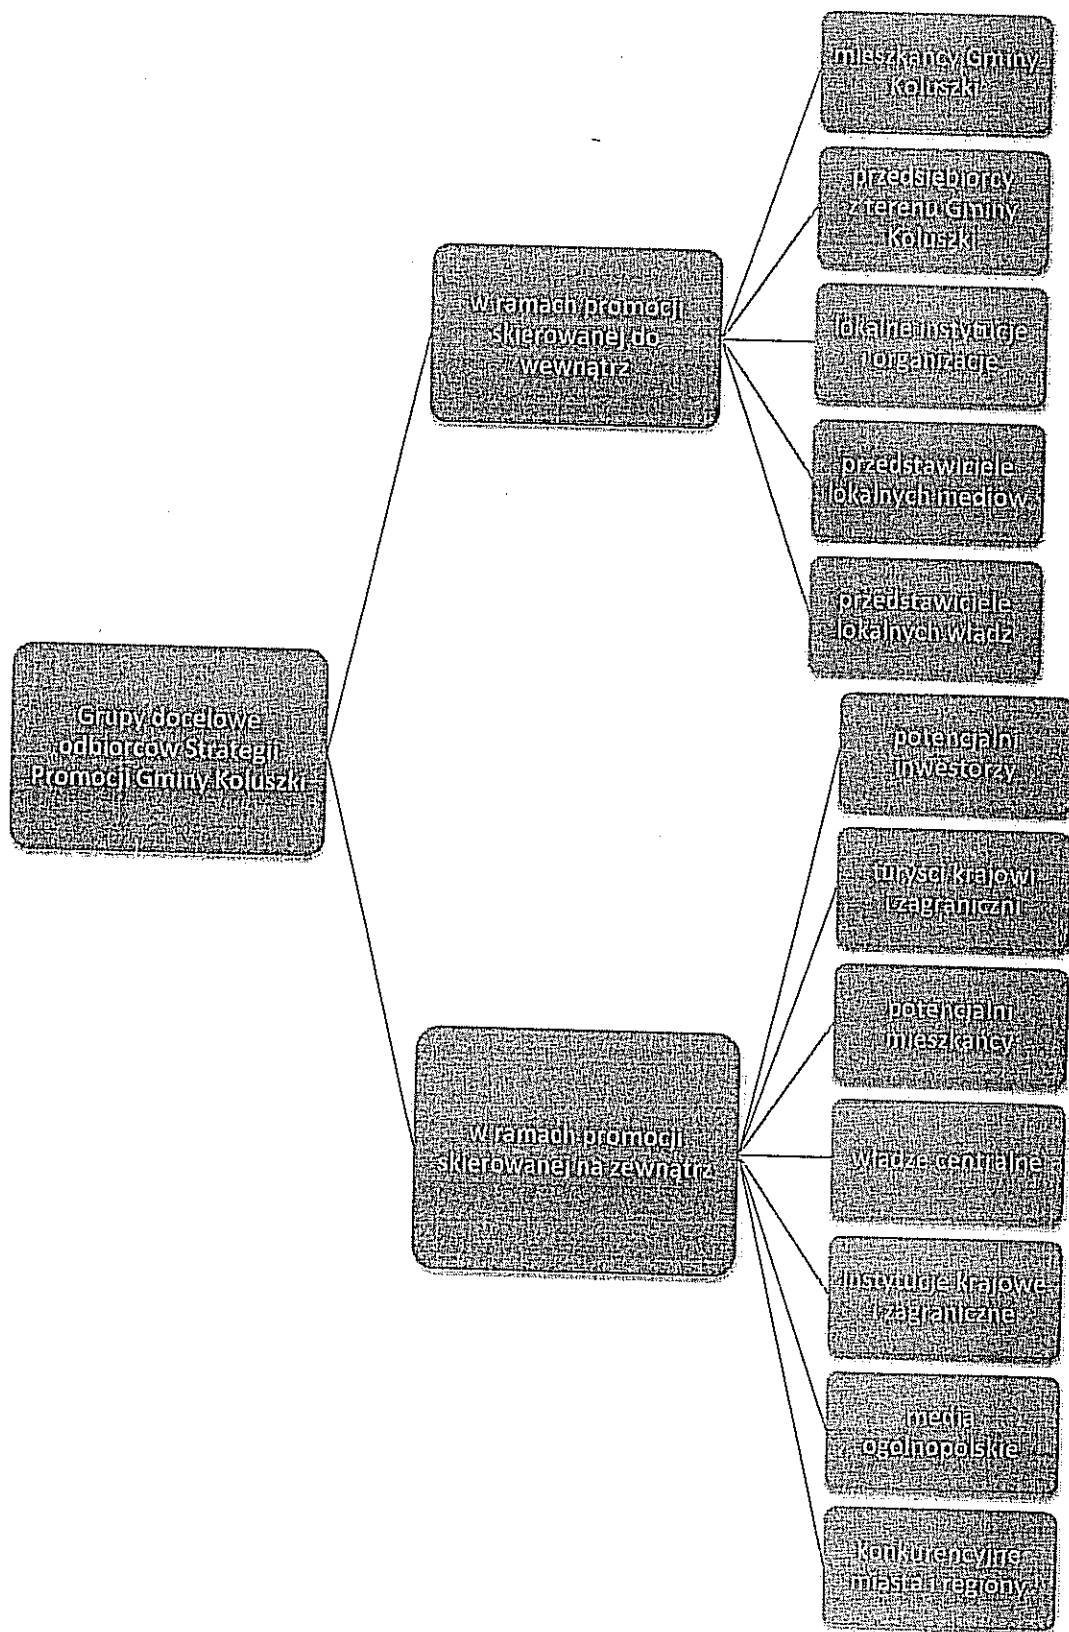 Grupy docelowe
odbiorców Strategii
Promocji Gminy Koluszki
w ramach promocji
skierowanej do
wewnątrz
mieszkańcy Gminy
Koluszki
przedsiębiorcy
z terenu Gminy
Koluszki
lokalne instytucje
i organizacje
przedstawiciele
lokalnych mediów
przedstawiciele
lokalnych władz
w ramach promocji
skierowanej na zewnątrz
potencjalni
inwestorzy
turyści krajowi
i zagraniczni
potencjalni
mieszkańcy
władze centralne
instytucje krajowe
i zagraniczne
media
ogólnopolskie
konkurencyjne
miasta i regiony